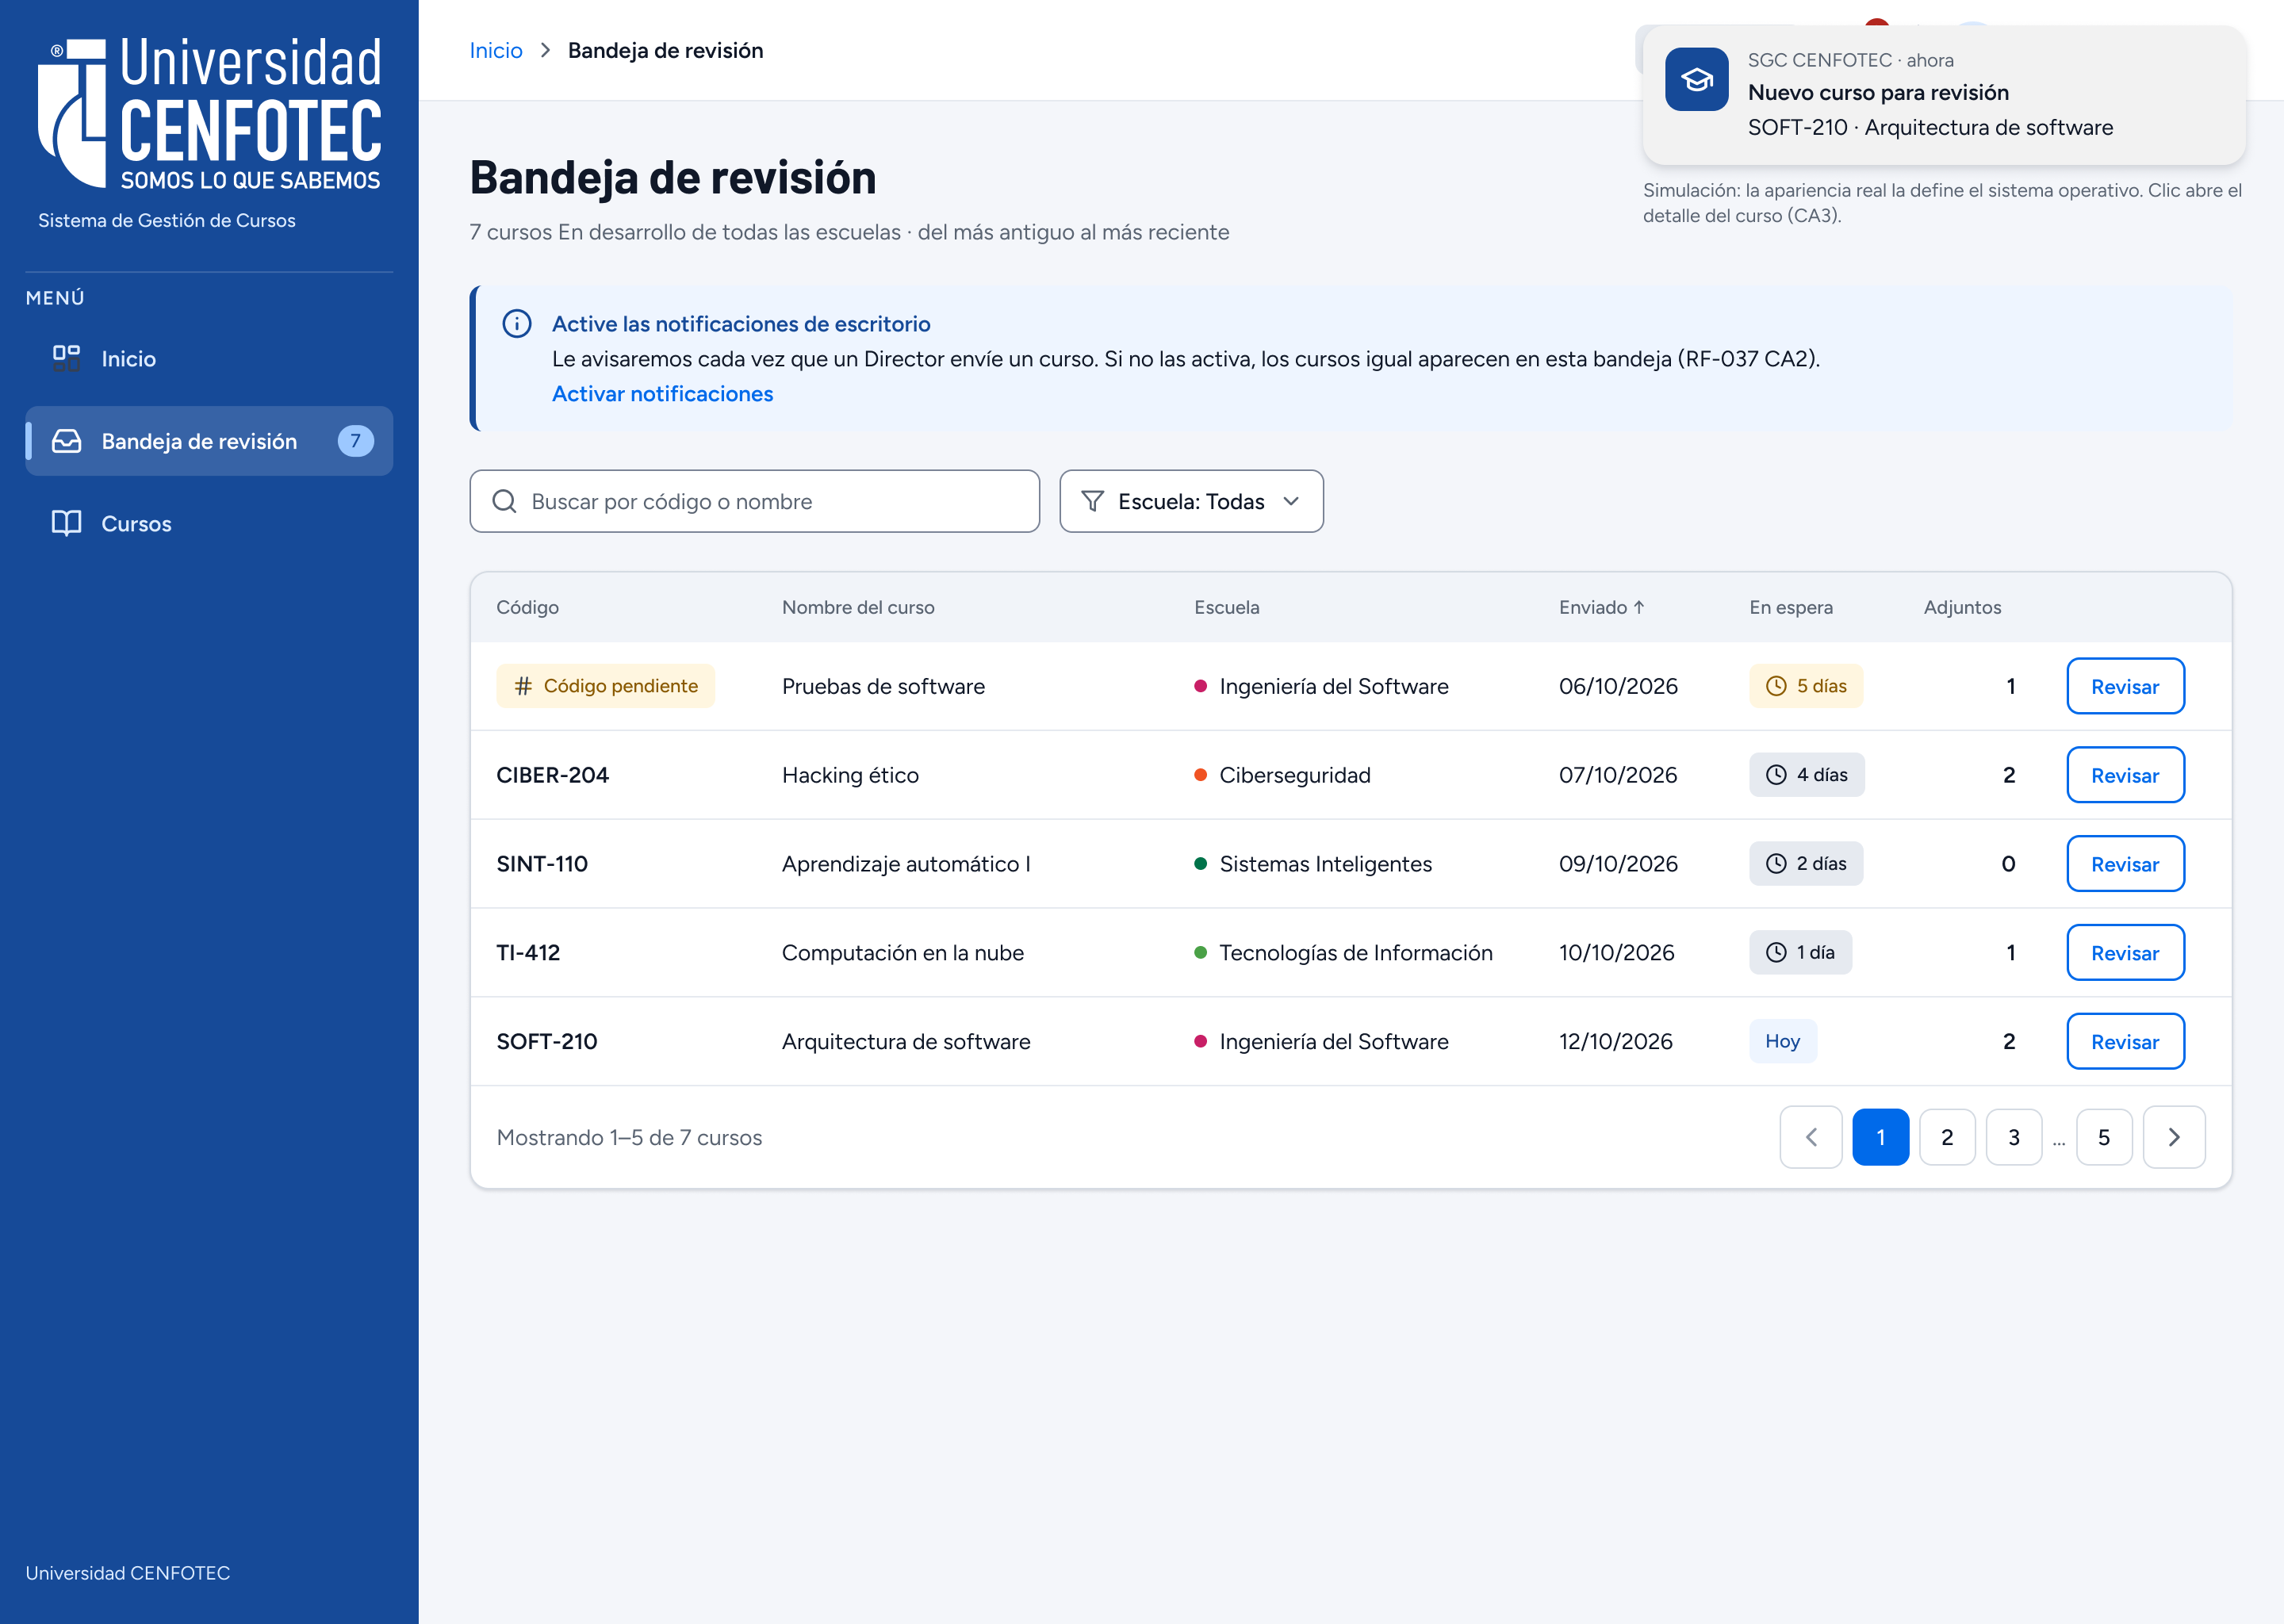 ® Universidad
CENFOTEC
SOMOS LO QUE SABEMOS
Sistema de Gestión de Cursos
MENÚ
Inicio
Bandeja de revisión 7
Cursos
Universidad CENFOTEC
Inicio > Bandeja de revisión
SGC CENFOTEC · ahora
Nuevo curso para revisión
SOFT-210 · Arquitectura de software
Simulación: la apariencia real la define el sistema operativo. Clic abre el
detalle del curso (CA3).
Bandeja de revisión
7 cursos En desarrollo de todas las escuelas · del más antiguo al más reciente
Active las notificaciones de escritorio
Le avisaremos cada vez que un Director envíe un curso. Si no las activa, los cursos igual aparecen en esta bandeja (RF-037 CA2).
Activar notificaciones
Buscar por código o nombre
Escuela: Todas
Código Nombre del curso Escuela Enviado ↑ En espera Adjuntos
# Código pendiente Pruebas de software Ingeniería del Software 06/10/2026 5 días 1 Revisar
CIBER-204 Hacking ético Ciberseguridad 07/10/2026 4 días 2 Revisar
SINT-110 Aprendizaje automático I Sistemas Inteligentes 09/10/2026 2 días 0 Revisar
TI-412 Computación en la nube Tecnologías de Información 10/10/2026 1 día 1 Revisar
SOFT-210 Arquitectura de software Ingeniería del Software 12/10/2026 Hoy 2 Revisar
Mostrando 1–5 de 7 cursos
1 2 3 ... 5